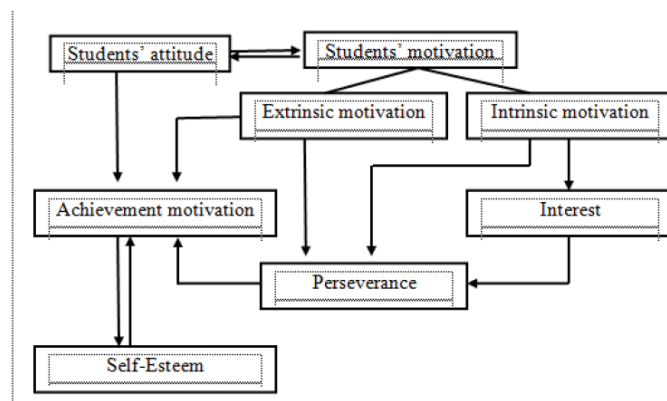 Students’ attitude
Students’ motivation
Extrinsic motivation
Intrinsic motivation
Achievement motivation
Interest
Perseverance
Self-Esteem